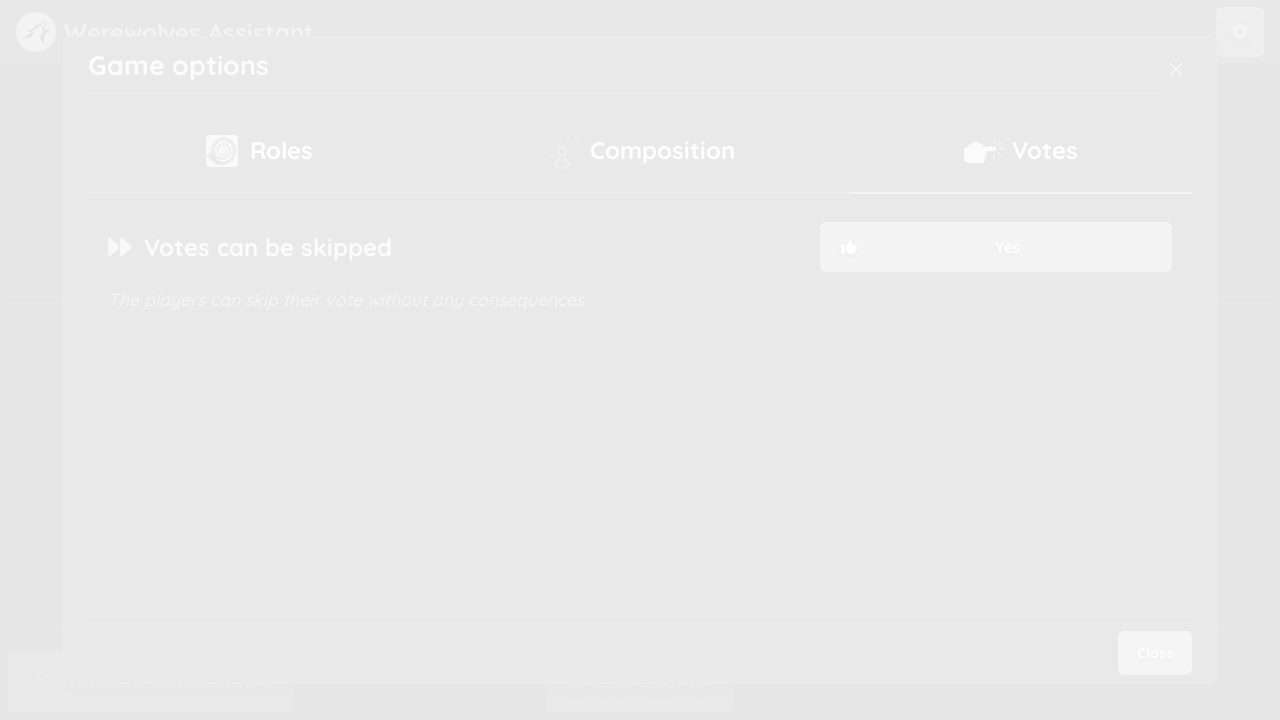 Werewolves Assistant
Game options
Roles
Composition
Votes
Votes can be skipped
Yes
The players can skip their vote without any consequences.
Close